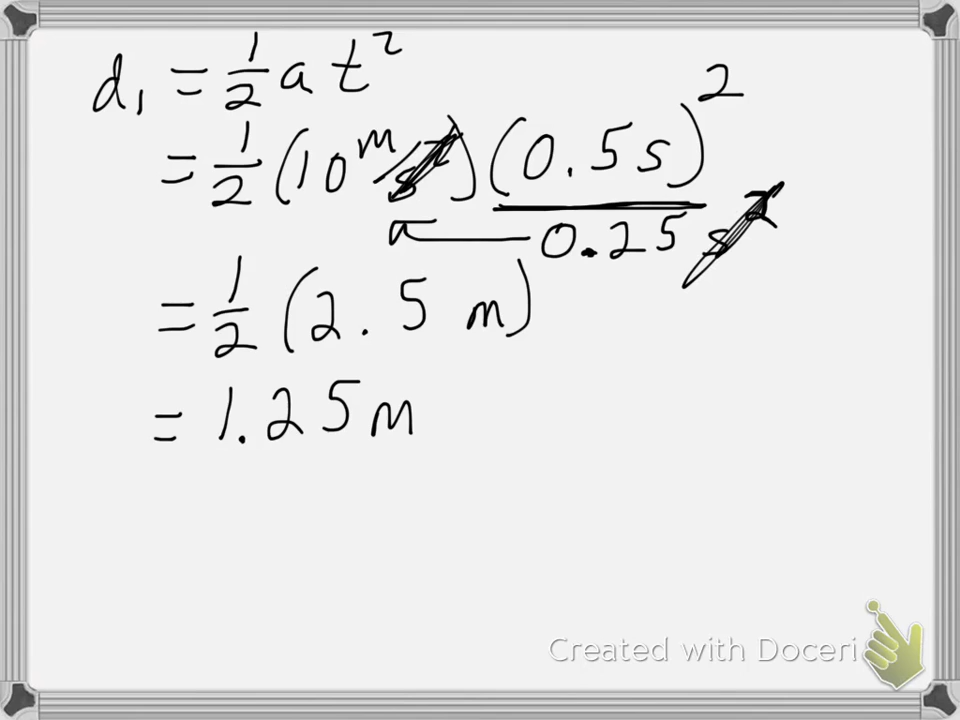 d₁ = 1/2 a t²
= 1/2 (10 m/s²) (0.5 s)²
0.25 s²
= 1/2 (2.5 m)
= 1.25 m
Created with Doceri